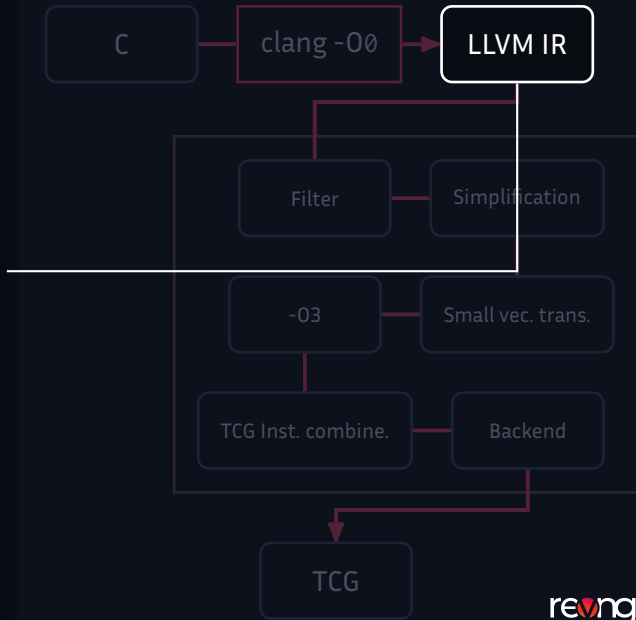 C
clang -O0
LLVM IR
Filter
Simplification
-O3
Small vec. trans.
TCG Inst. combine.
Backend
TCG
revng